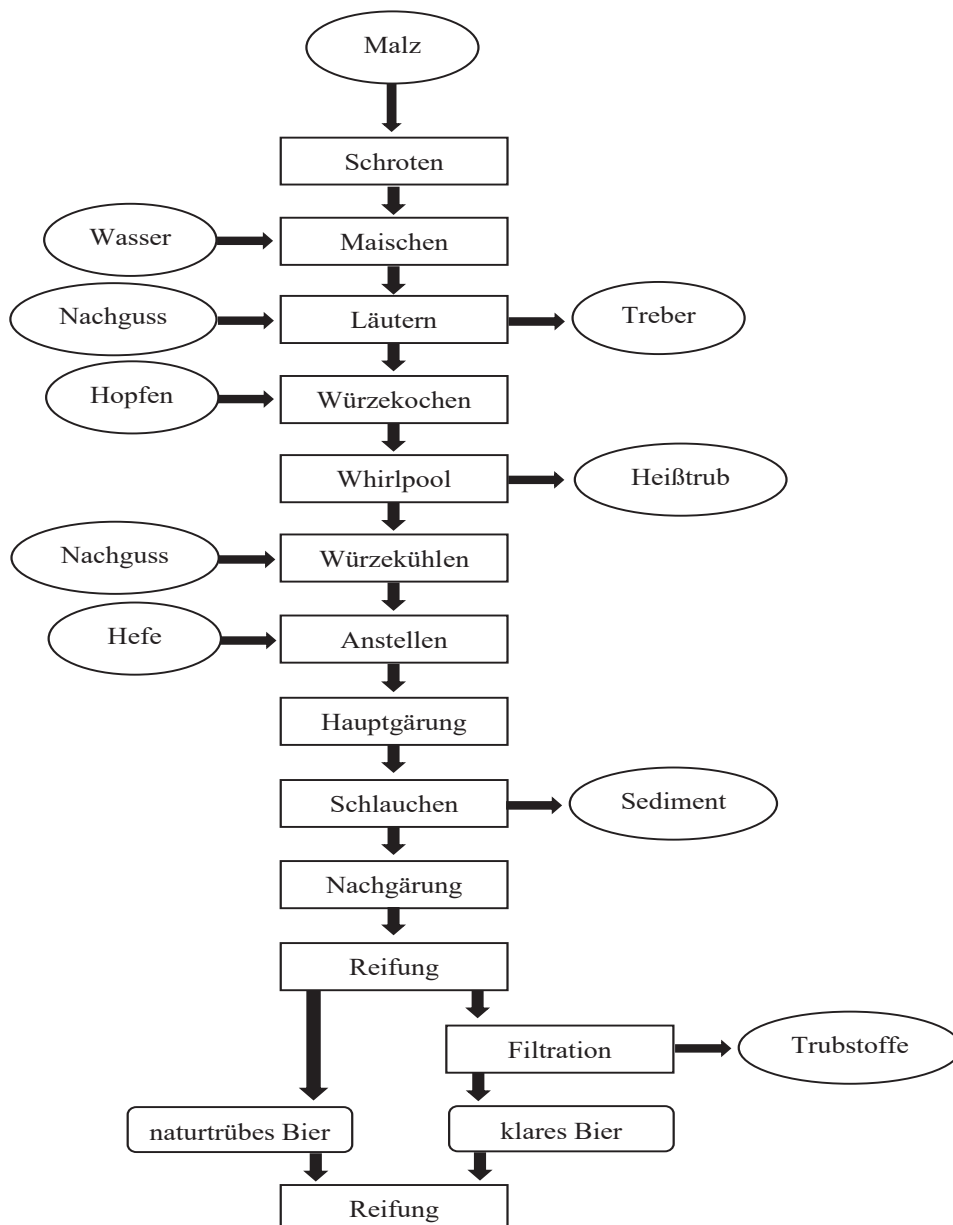 Malz
Schroten
Wasser
Maischen
Nachguss
Läutern
Treber
Hopfen
Würzekochen
Whirlpool
Heißtrub
Nachguss
Würzekühlen
Hefe
Anstellen
Hauptgärung
Schlauchen
Sediment
Nachgärung
Reifung
Filtration
Trubstoffe
naturtrübes Bier
klares Bier
Reifung